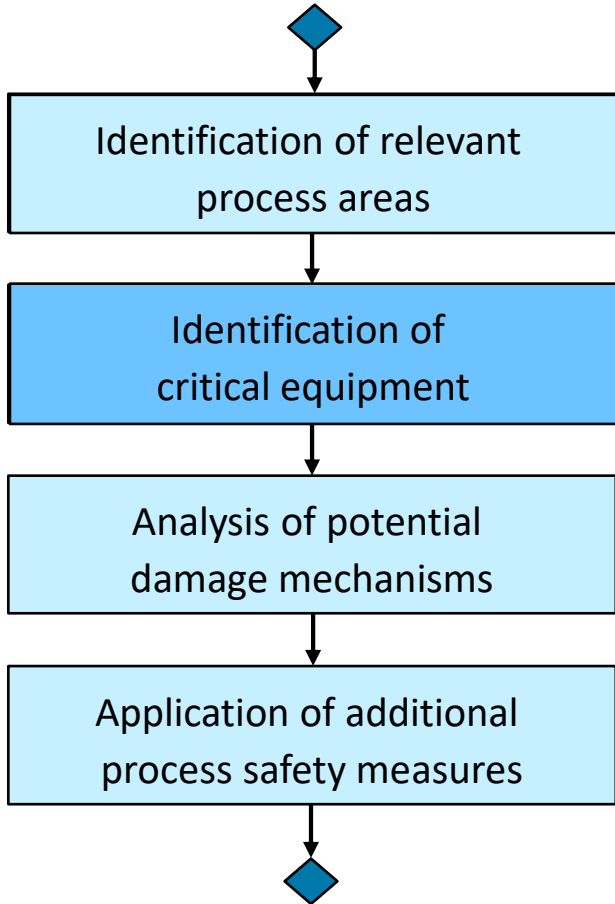 Identification of relevant
process areas
Identification of
critical equipment
Analysis of potential
damage mechanisms
Application of additional
process safety measures